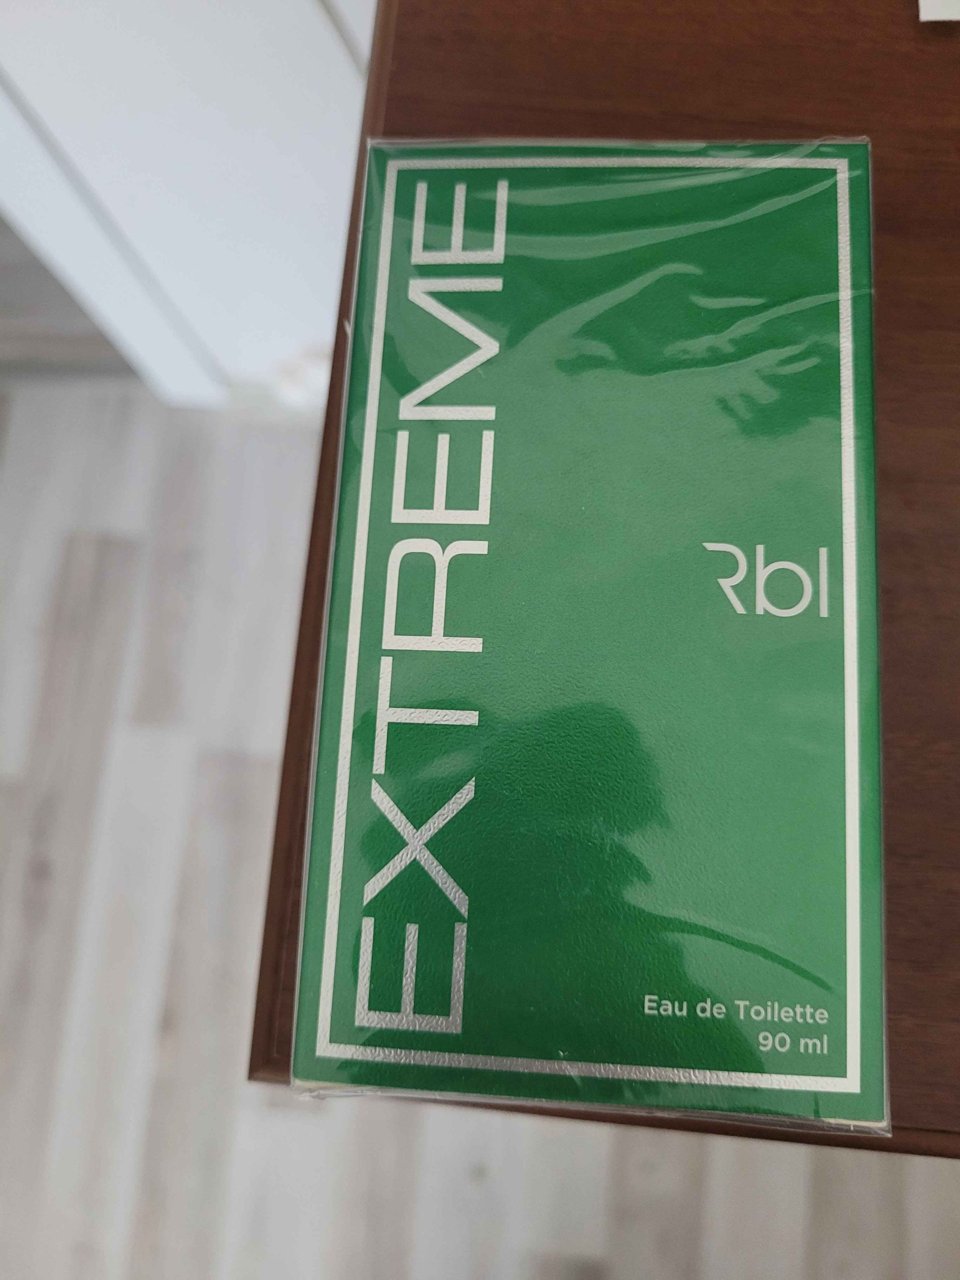 EXTREME
Rbl
Eau de Toilette
90 ml